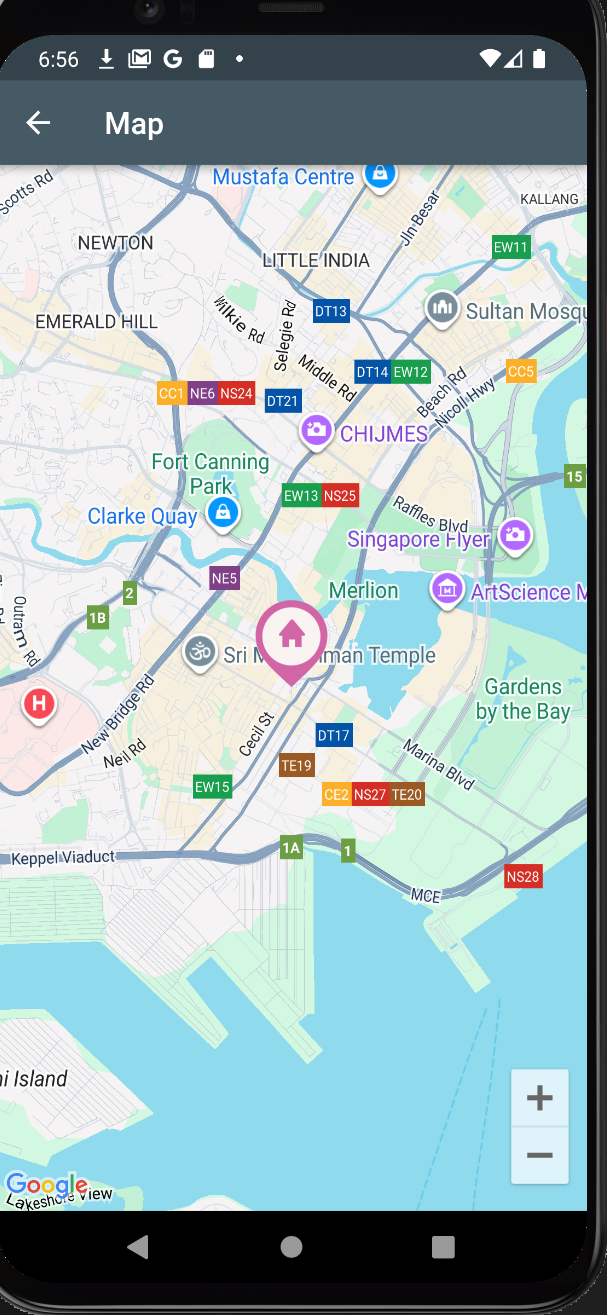 6:56
G
Map
Mustafa Centre
Scotts Rd
Jln-Besar
KALLANG
NEWTON
EW11
LITTLE INDIA
Wilkie Rd
Selegie Rd
DT13
Sultan Mosqu
EMERALD HILL
Middle Rd
DT14 EW12
CC5
Beach Rd
Nicoll Hwy
CC1 NE6 NS24
DT21
CHIJMES
Fort Canning
Park
15
EW13 NS25
Clarke Quay
Raffles Blvd
Singapore Flyer
NE5
2
Merlion
ArtScience M
1B
Outram Rd
Rd
Sri M
man Temple
H
New Bridge Rd
Gardens
by the Bay
Cecil St
DT17
Neil Rd
TE19
Marina Blvd
EW15
CE2 NS27 TE20
1A
1
Keppel Viaduct
NS28
MCE
ni Island
+
−
Google
Lakeshore View